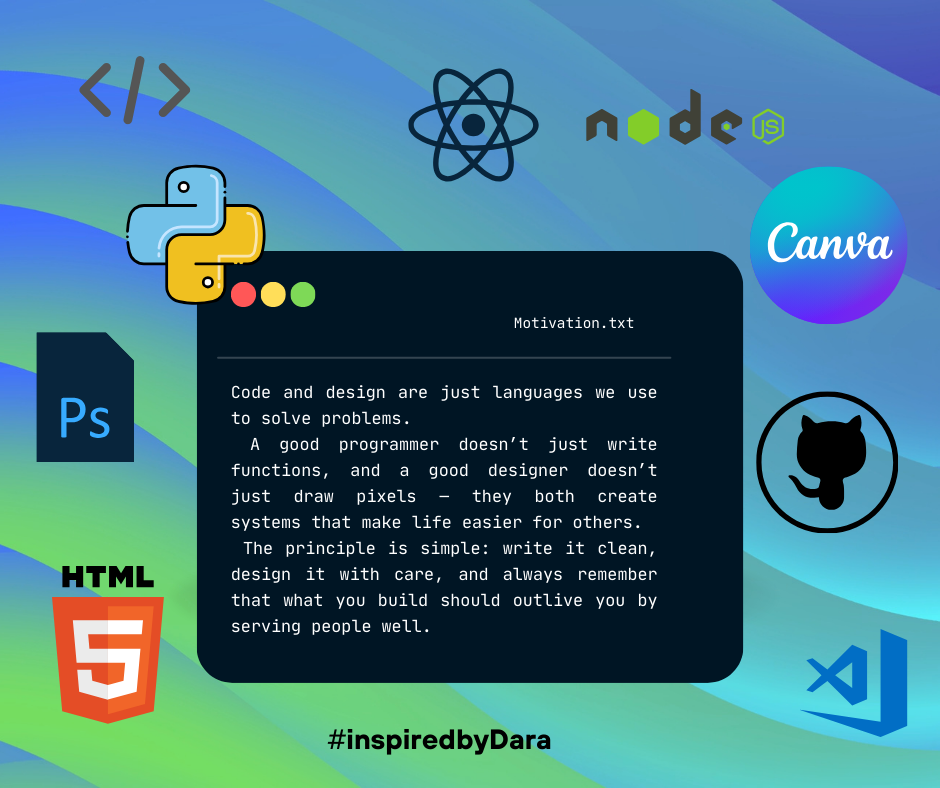 </>
node
JS
Canva
Motivation.txt
Ps
Code and design are just languages we use
to solve problems.
A good programmer doesn’t just write
functions, and a good designer doesn’t
just draw pixels — they both create
systems that make life easier for others.
The principle is simple: write it clean,
design it with care, and always remember
that what you build should outlive you by
serving people well.
HTML
5
#inspiredbyDara